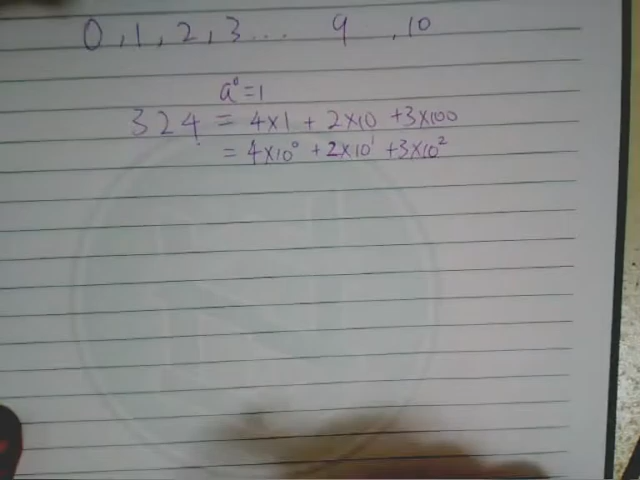 0, 1, 2, 3... 9, 10
a⁰=1
324 = 4×1 + 2×10 + 3×100
= 4×10⁰ + 2×10¹ + 3×10²